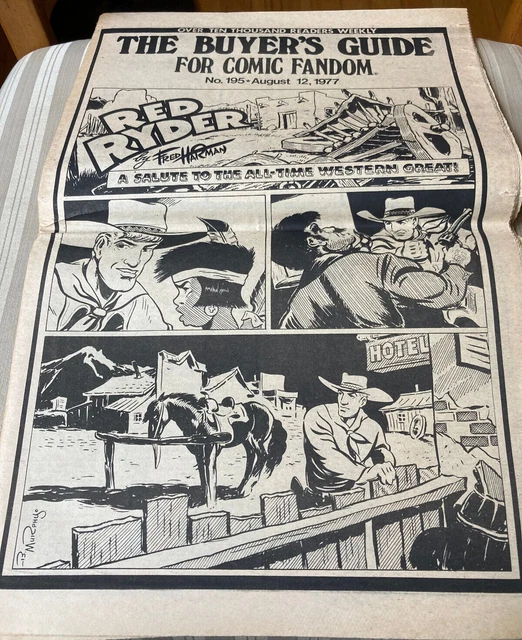 OVER TEN THOUSAND READERS WEEKLY
THE BUYER'S GUIDE
FOR COMIC FANDOM
No. 195 • August 12, 1977
RED
RYDER
By FRED HARMAN
A SALUTE TO THE ALL-TIME WESTERN GREAT!
HOTEL
MURPHY